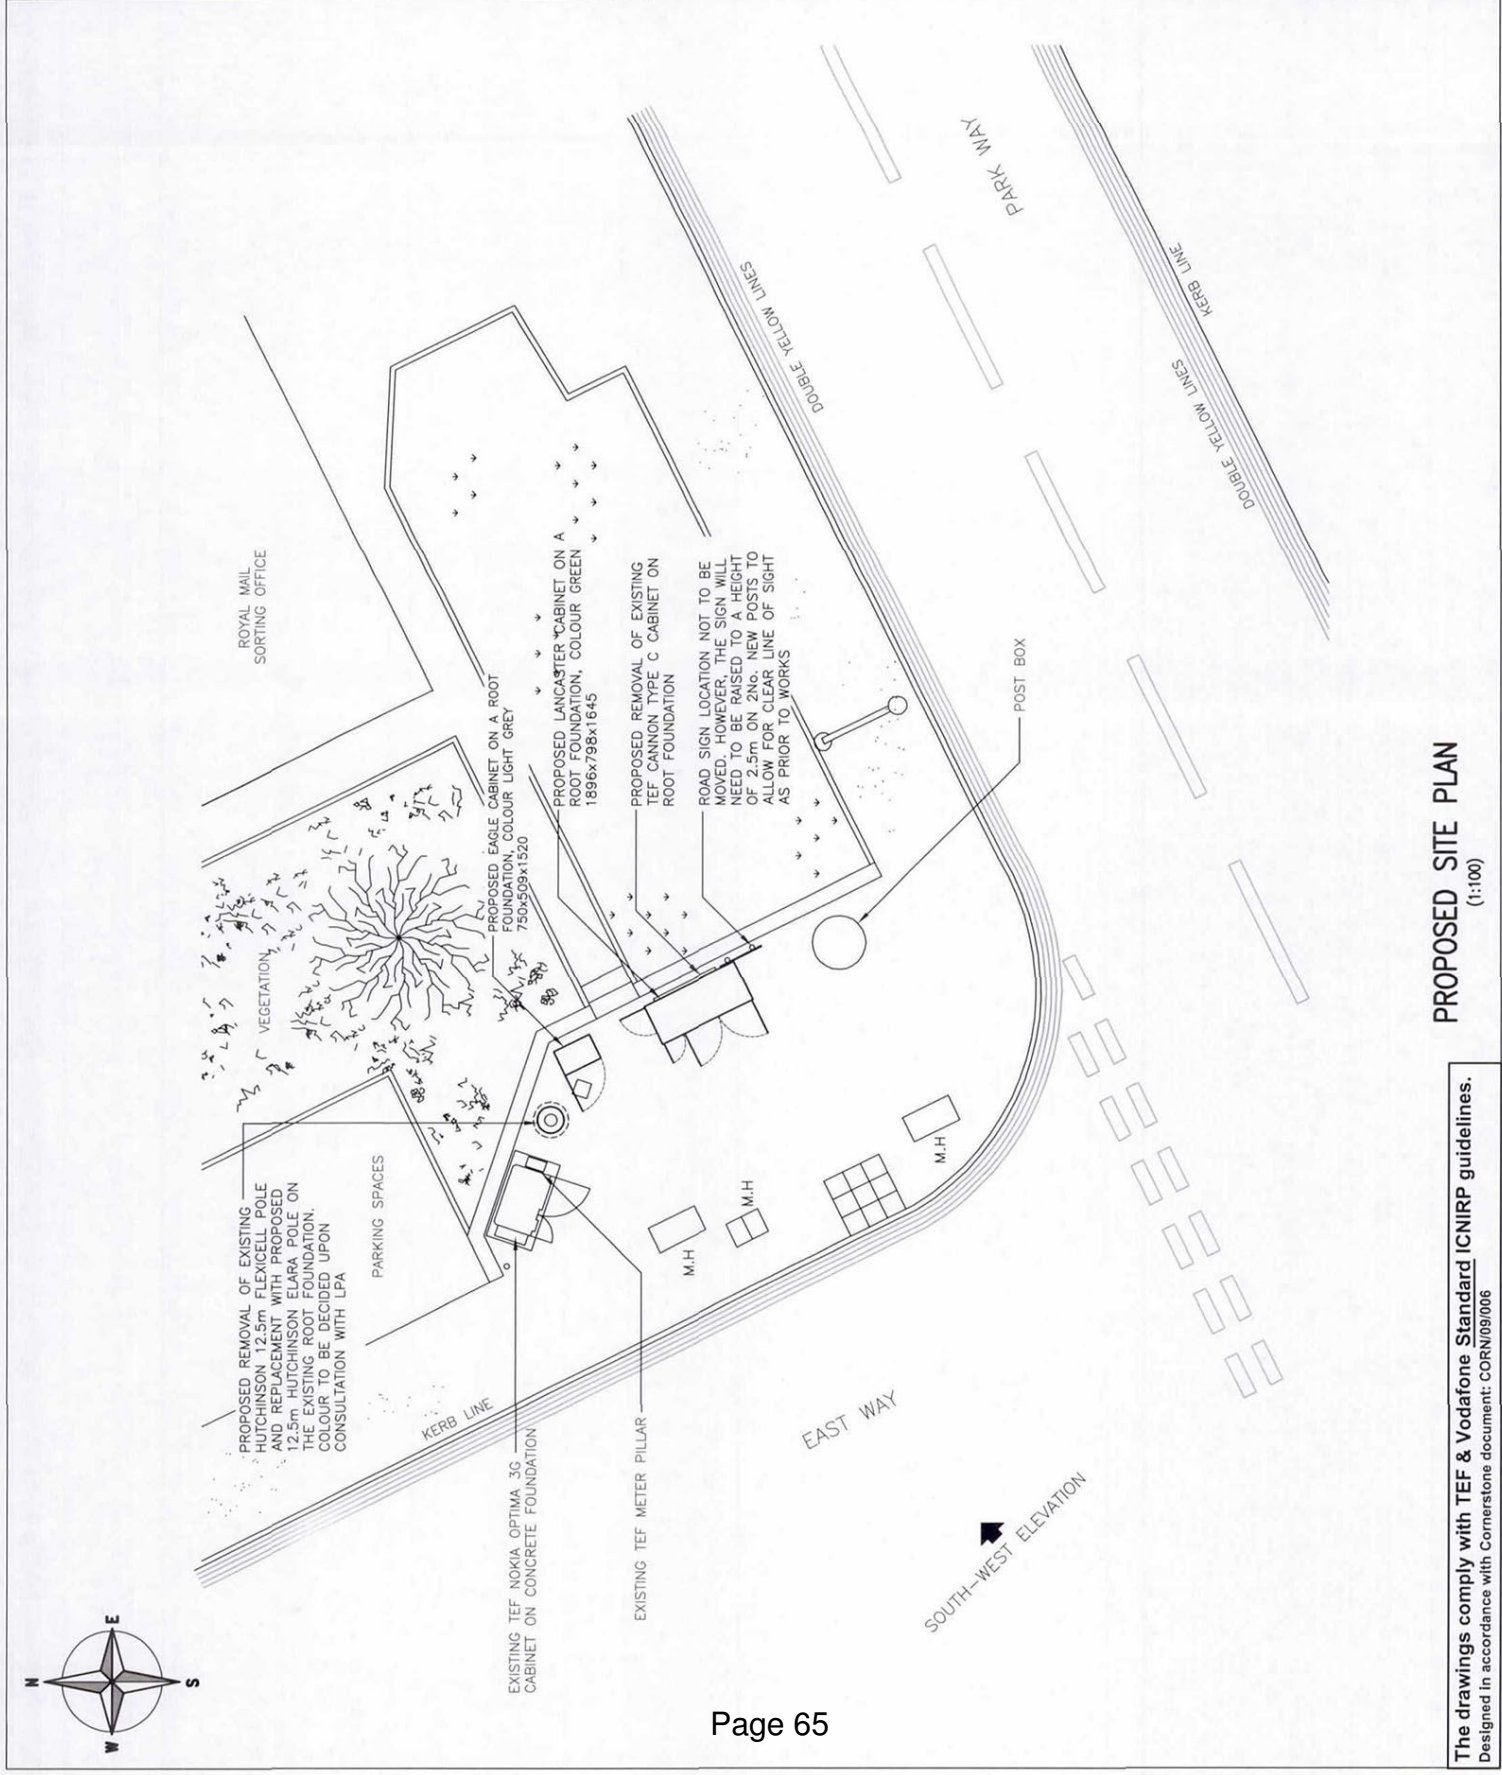 N
E
S
W
ROYAL MAIL
SORTING OFFICE
VEGETATION
PARKING SPACES
PROPOSED REMOVAL OF EXISTING
HUTCHINSON 12.5m FLEXICELL POLE
AND REPLACEMENT WITH PROPOSED
12.5m HUTCHINSON ELARA POLE ON
THE EXISTING ROOT FOUNDATION.
COLOUR TO BE DECIDED UPON
CONSULTATION WITH LPA
PROPOSED EAGLE CABINET ON A ROOT
FOUNDATION, COLOUR LIGHT GREY
750x509x1520
PROPOSED LANCASTER CABINET ON A
ROOT FOUNDATION, COLOUR GREEN
1896x798x1645
PROPOSED REMOVAL OF EXISTING
TEF CANNON TYPE C CABINET ON
ROOT FOUNDATION
ROAD SIGN LOCATION NOT TO BE
MOVED. HOWEVER, THE SIGN WILL
NEED TO BE RAISED TO A HEIGHT
OF 2.5m ON 2No. NEW POSTS TO
ALLOW FOR CLEAR LINE OF SIGHT
AS PRIOR TO WORKS
DOUBLE YELLOW LINES
PARK WAY
KERB LINE
DOUBLE YELLOW LINES
POST BOX
M.H
M.H
M.H
KERB LINE
EXISTING TEF NOKIA OPTIMA 3G
CABINET ON CONCRETE FOUNDATION
EXISTING TEF METER PILLAR
EAST WAY
SOUTH-WEST ELEVATION
PROPOSED SITE PLAN
(1:100)
The drawings comply with TEF & Vodafone Standard ICNIRP guidelines.
Designed in accordance with Cornerstone document: CORN/09/006
Page 65